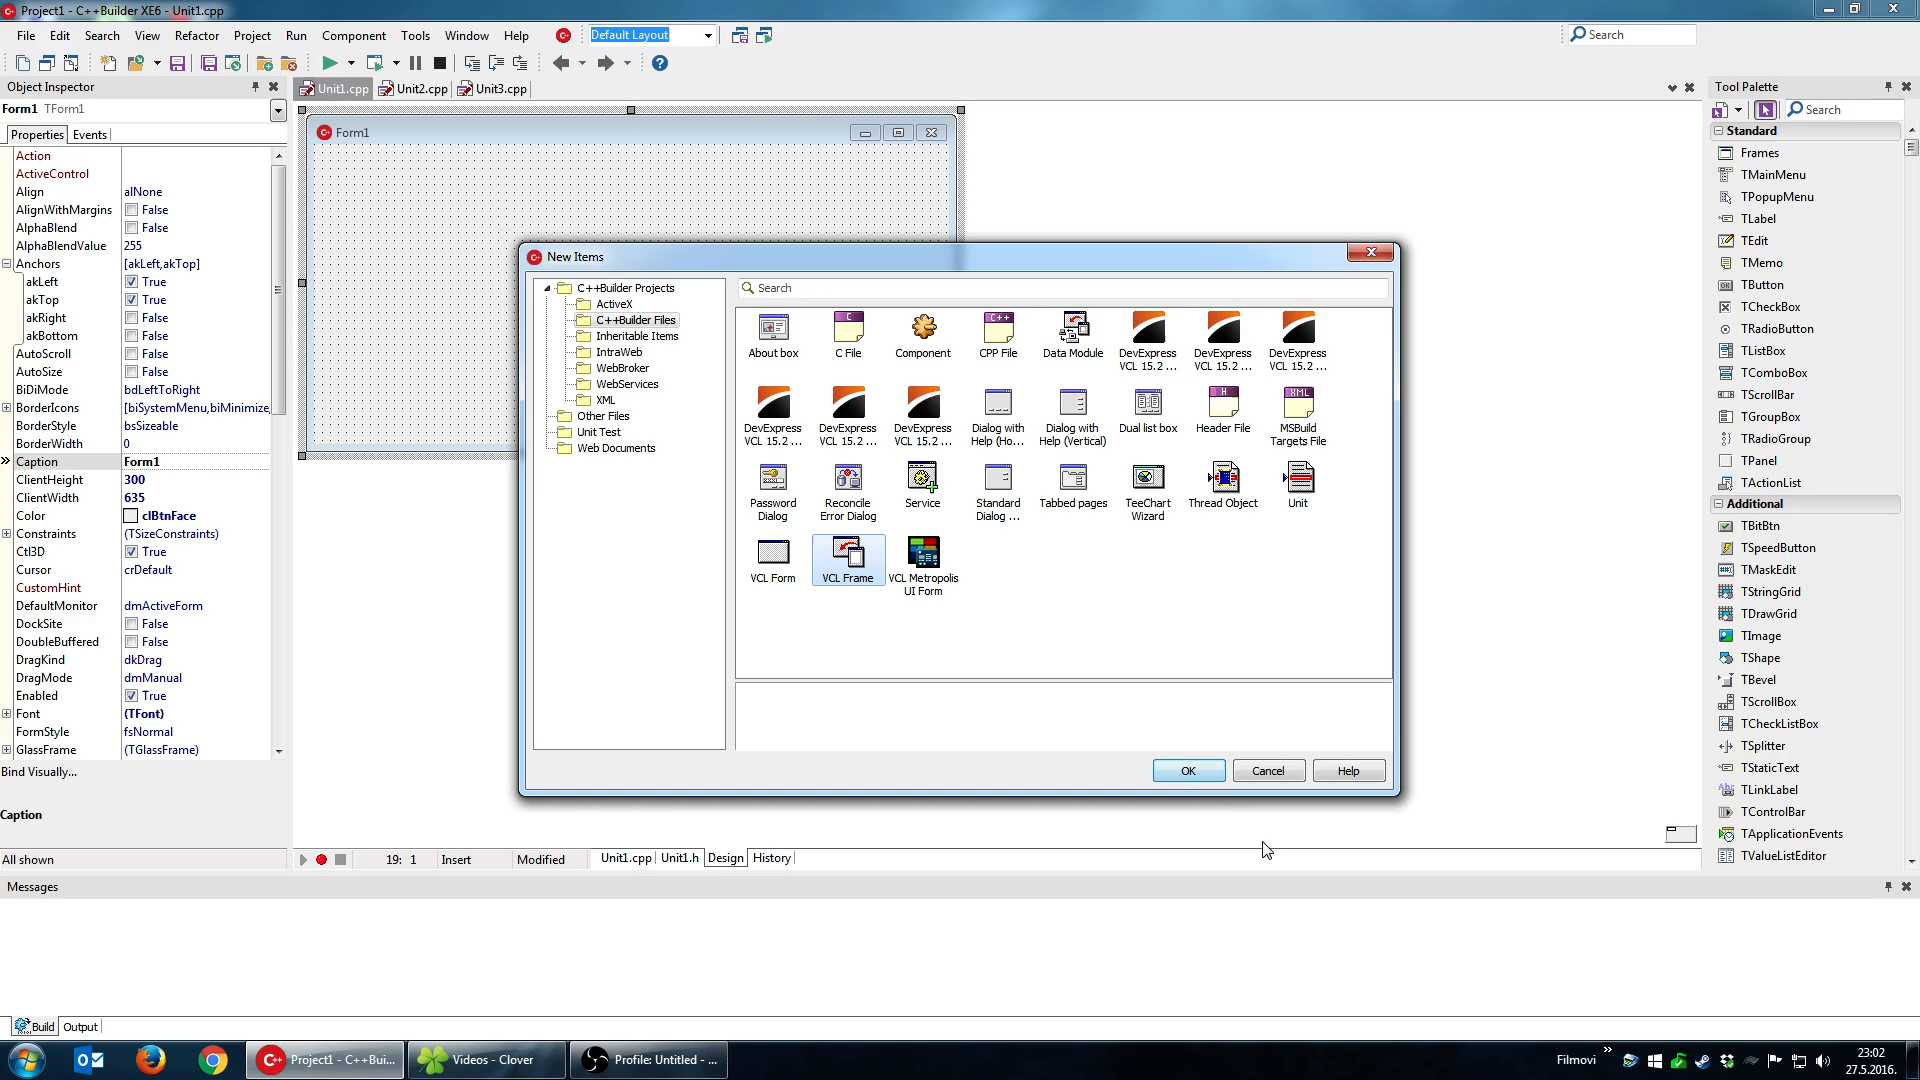 Project1 - C++Builder XE6 - Unit1.cpp
File Edit Search View Refactor Project Run Component Tools Window Help Default Layout Search
Object Inspector
Form1 TForm1
Properties Events
Action
ActiveControl
Align alNone
AlignWithMargins False
AlphaBlend False
AlphaBlendValue 255
Anchors [akLeft,akTop]
akLeft True
akTop True
akRight False
akBottom False
AutoScroll False
AutoSize False
BiDiMode bdLeftToRight
BorderIcons [biSystemMenu,biMinimize,
BorderStyle bsSizeable
BorderWidth 0
Caption Form1
ClientHeight 300
ClientWidth 635
Color clBtnFace
Constraints (TSizeConstraints)
Ctl3D True
Cursor crDefault
CustomHint
DefaultMonitor dmActiveForm
DockSite False
DoubleBuffered False
DragKind dkDrag
DragMode dmManual
Enabled True
Font (TFont)
FormStyle fsNormal
GlassFrame (TGlassFrame)
Bind Visually...
Caption
All shown
Unit1.cpp Unit2.cpp Unit3.cpp
Form1
New Items
C++Builder Projects
ActiveX
C++Builder Files
Inheritable Items
IntraWeb
WebBroker
WebServices
XML
Other Files
Unit Test
Web Documents
Search
About box
C File
Component
CPP File
Data Module
DevExpress
VCL 15.2 ...
DevExpress
VCL 15.2 ...
DevExpress
VCL 15.2 ...
DevExpress
VCL 15.2 ...
DevExpress
VCL 15.2 ...
DevExpress
VCL 15.2 ...
Dialog with
Help (Ho...
Dialog with
Help (Vertical)
Dual list box
Header File
MSBuild
Targets File
Password
Dialog
Reconcile
Error Dialog
Service
Standard
Dialog ...
Tabbed pages
TeeChart
Wizard
Thread Object
Unit
VCL Form
VCL Frame
VCL Metropolis
UI Form
OK Cancel Help
19: 1 Insert Modified Unit1.cpp Unit1.h Design History
Tool Palette
Search
Standard
Frames
TMainMenu
TPopupMenu
TLabel
TEdit
TMemo
TButton
TCheckBox
TRadioButton
TListBox
TComboBox
TScrollBar
TGroupBox
TRadioGroup
TPanel
TActionList
Additional
TBitBtn
TSpeedButton
TMaskEdit
TStringGrid
TDrawGrid
TImage
TShape
TBevel
TScrollBox
TCheckListBox
TSplitter
TStaticText
TLinkLabel
TControlBar
TApplicationEvents
TValueListEditor
Messages
Build Output
Project1 - C++Bui... Videos - Clover Profile: Untitled - ... Filmovi
23:02
27.5.2016.